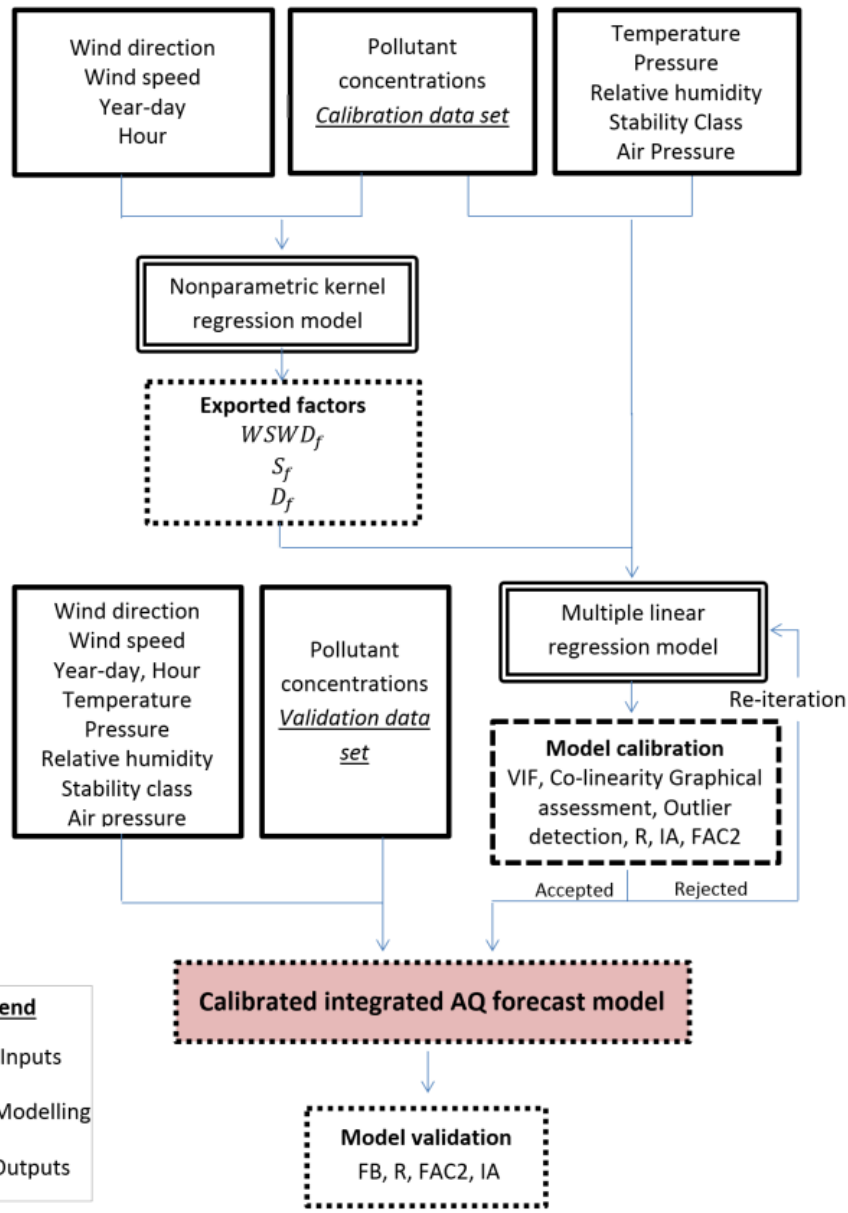 Wind direction
Wind speed
Year-day
Hour
Pollutant
concentrations
Calibration data set
Temperature
Pressure
Relative humidity
Stability Class
Air Pressure
Nonparametric kernel
regression model
Exported factors
WSWD_f
S_f
D_f
Wind direction
Wind speed
Year-day, Hour
Temperature
Pressure
Relative humidity
Stability class
Air pressure
Pollutant
concentrations
Validation data
set
Multiple linear
regression model
Re-iteration
Model calibration
VIF, Co-linearity Graphical
assessment, Outlier
detection, R, IA, FAC2
Accepted
Rejected
Calibrated integrated AQ forecast model
end
Inputs
Modelling
Outputs
Model validation
FB, R, FAC2, IA